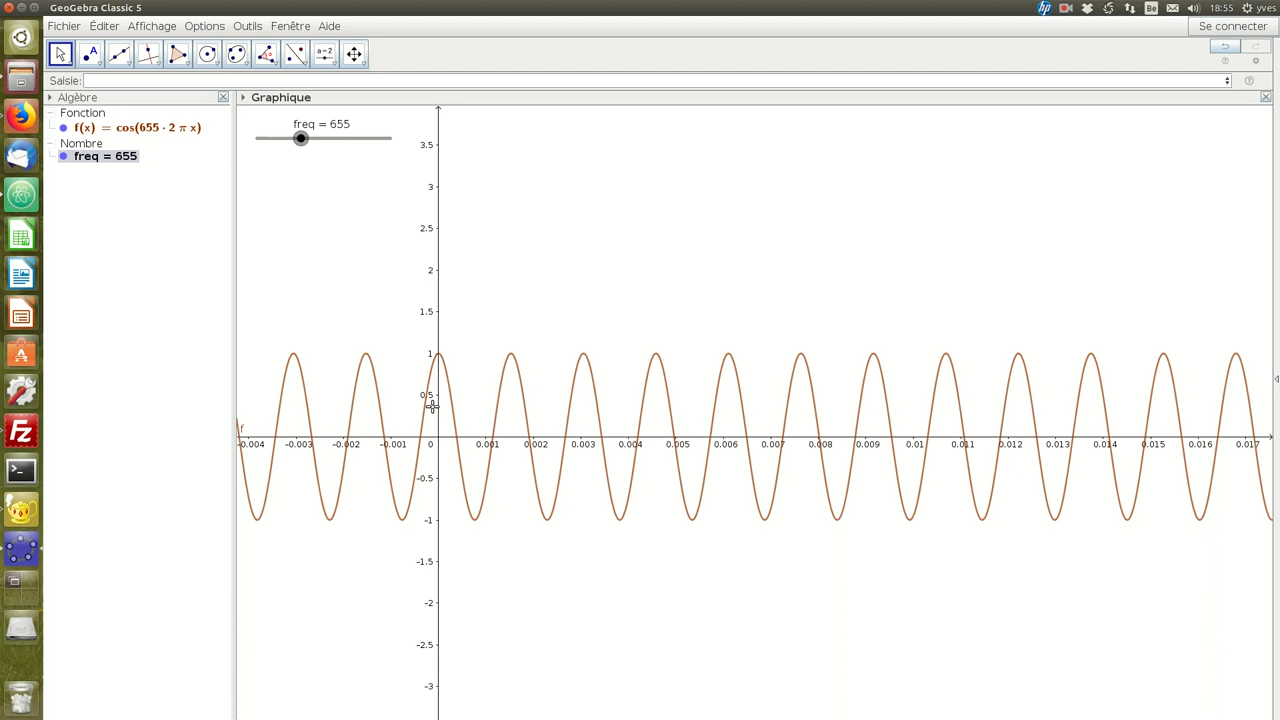 GeoGebra Classic 5
Be
18:55 yves
Fichier Éditer Affichage Options Outils Fenêtre Aide
Se connecter
A
a=2
Saisie:
Algèbre
Graphique
Fonction
f(x) = cos(655 · 2 π x)
Nombre
freq = 655
freq = 655
3.5
3
2.5
2
1.5
1
0.5
f
-0.004 -0.003 -0.002 -0.001 0 0.001 0.002 0.003 0.004 0.005 0.006 0.007 0.008 0.009 0.01 0.011 0.012 0.013 0.014 0.015 0.016 0.017
-0.5
-1
-1.5
-2
-2.5
-3
Fz